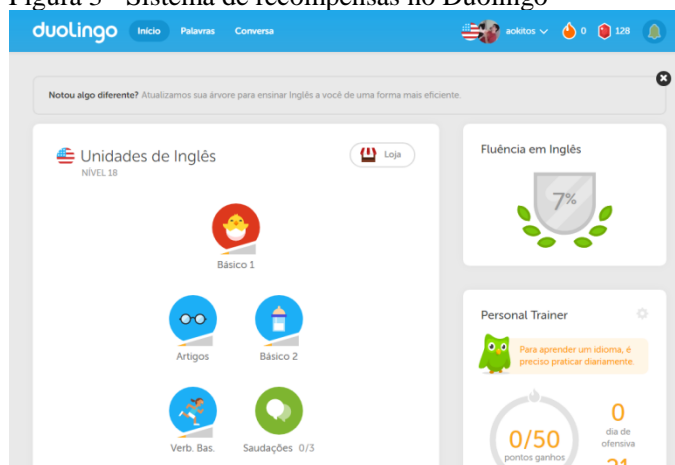 Figura 3 - Sistema de recompensas no Duolingo
duolingo Início Palavras Conversa aokitos 0 128
Notou algo diferente? Atualizamos sua árvore para ensinar Inglês a você de uma forma mais eficiente.
Unidades de Inglês
NÍVEL 18
Loja
Básico 1
Artigos Básico 2
Verb. Bas. Saudações 0/3
Fluência em Inglês
7%
Personal Trainer
Para aprender um idioma, é
preciso praticar diariamente.
0/50
pontos ganhos
0
dia de
ofensiva